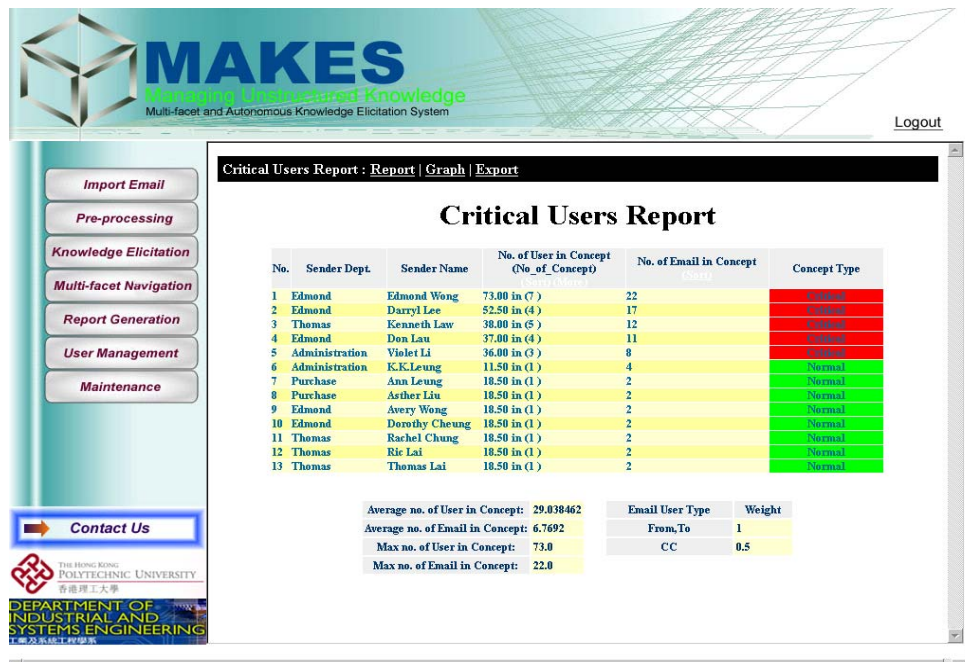 MAKES
Managing Unstructured Knowledge
Multi-facet and Autonomous Knowledge Elicitation System
Logout
Import Email
Pre-processing
Knowledge Elicitation
Multi-facet Navigation
Report Generation
User Management
Maintenance
Contact Us
THE HONG KONG
POLYTECHNIC UNIVERSITY
香港理工大學
DEPARTMENT OF
INDUSTRIAL AND
SYSTEMS ENGINEERING
工業及系統工程學系
Critical Users Report : Report | Graph | Export
Critical Users Report
No. Sender Dept. Sender Name No. of User in Concept (No_of_Concept) (Sort) (More) No. of Email in Concept (Sort) Concept Type
1 Edmond Edmond Wong 73.00 in (7 ) 22 Critical
2 Edmond Darryl Lee 52.50 in (4 ) 17 Critical
3 Thomas Kenneth Law 38.00 in (5 ) 12 Critical
4 Edmond Don Lau 37.00 in (4 ) 11 Critical
5 Administration Violet Li 36.00 in (3 ) 8 Critical
6 Administration K.K.Leung 11.50 in (1 ) 4 Normal
7 Purchase Ann Leung 18.50 in (1 ) 2 Normal
8 Purchase Asther Liu 18.50 in (1 ) 2 Normal
9 Edmond Avery Wong 18.50 in (1 ) 2 Normal
10 Edmond Dorothy Cheung 18.50 in (1 ) 2 Normal
11 Thomas Rachel Chung 18.50 in (1 ) 2 Normal
12 Thomas Ric Lai 18.50 in (1 ) 2 Normal
13 Thomas Thomas Lai 18.50 in (1 ) 2 Normal
Average no. of User in Concept: 29.038462
Average no. of Email in Concept: 6.7692
Max no. of User in Concept: 73.0
Max no. of Email in Concept: 22.0
Email User Type Weight
From,To 1
CC 0.5